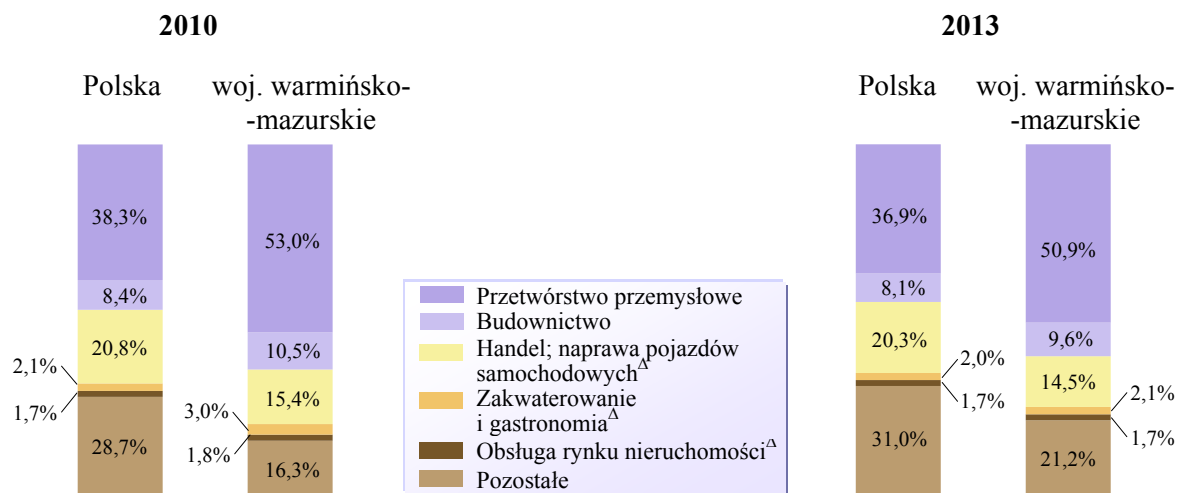 2010
Polska
woj. warmińsko-
-mazurskie
38,3%
8,4%
20,8%
2,1%
1,7%
28,7%
53,0%
10,5%
15,4%
3,0%
1,8%
16,3%
Przetwórstwo przemysłowe
Budownictwo
Handel; naprawa pojazdów
samochodowych^Δ
Zakwaterowanie
i gastronomia^Δ
Obsługa rynku nieruchomości^Δ
Pozostałe
2013
Polska
woj. warmińsko-
-mazurskie
36,9%
8,1%
20,3%
2,0%
1,7%
31,0%
50,9%
9,6%
14,5%
2,1%
1,7%
21,2%